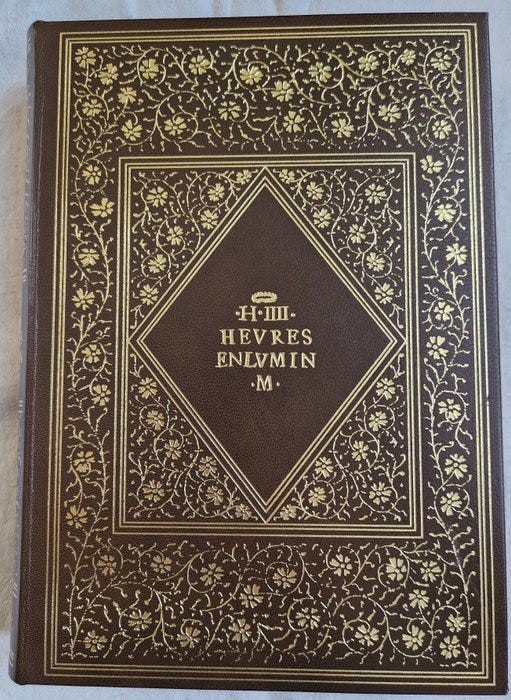 ·H·IIII·
HEVRES
ENLVMIN
·M·